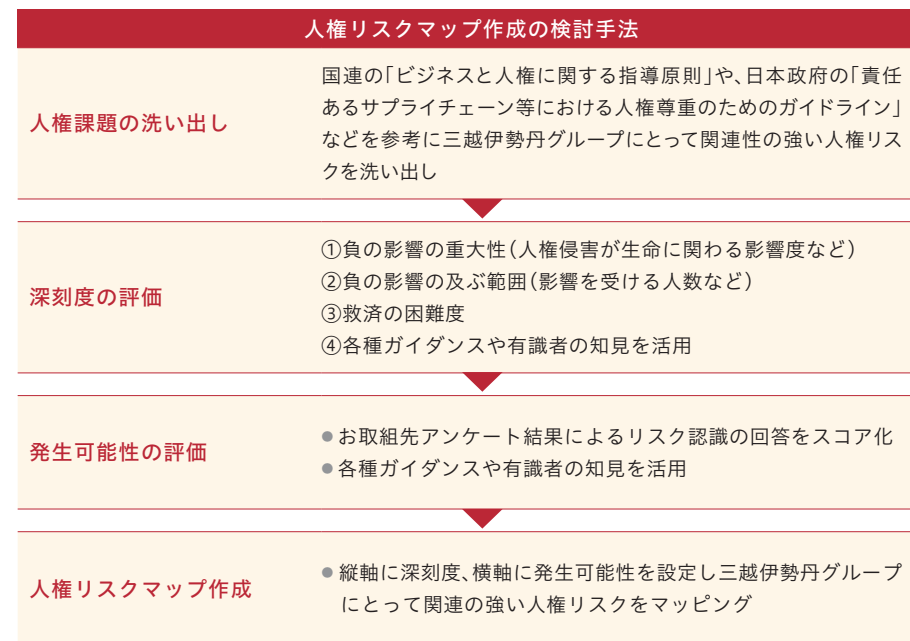 人権リスクマップ作成の検討手法
人権課題の洗い出し
国連の「ビジネスと人権に関する指導原則」や、日本政府の「責任
あるサプライチェーン等における人権尊重のためのガイドライン」
などを参考に三越伊勢丹グループにとって関連性の強い人権リス
クを洗い出し
深刻度の評価
①負の影響の重大性(人権侵害が生命に関わる影響度など)
②負の影響の及ぶ範囲(影響を受ける人数など)
③救済の困難度
④各種ガイダンスや有識者の知見を活用
発生可能性の評価
●お取組先アンケート結果によるリスク認識の回答をスコア化
●各種ガイダンスや有識者の知見を活用
人権リスクマップ作成
●縦軸に深刻度、横軸に発生可能性を設定し三越伊勢丹グループ
にとって関連の強い人権リスクをマッピング